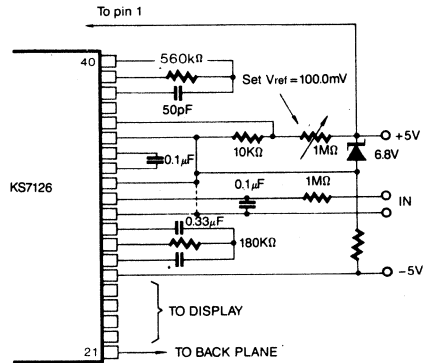 To pin 1
40
560kΩ
50pF
Set Vref = 100.0mV
+5V
10KΩ
1MΩ
6.8V
0.1μF
KS7126
0.1μF
1MΩ
IN
0.33μF
180KΩ
−5V
TO DISPLAY
21
TO BACK PLANE